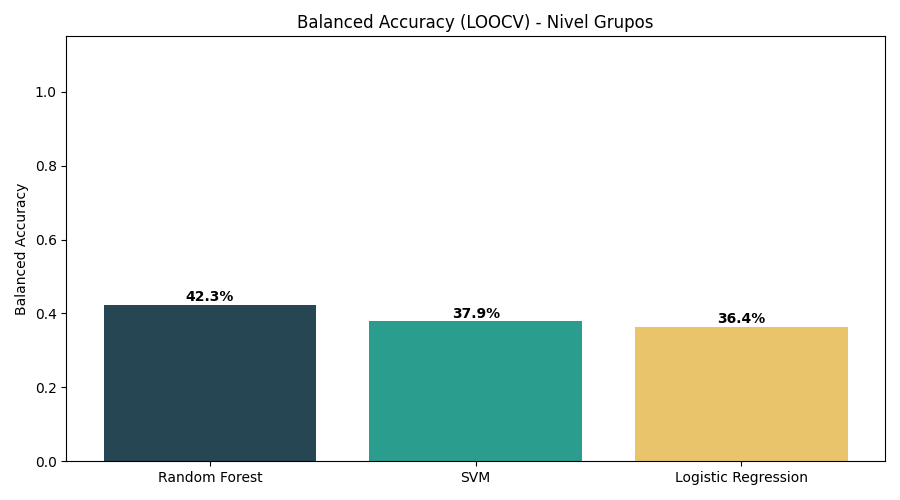 Balanced Accuracy (LOOCV) - Nivel Grupos
Balanced Accuracy
1.0
0.8
0.6
0.4
0.2
0.0
42.3%
37.9%
36.4%
Random Forest
SVM
Logistic Regression